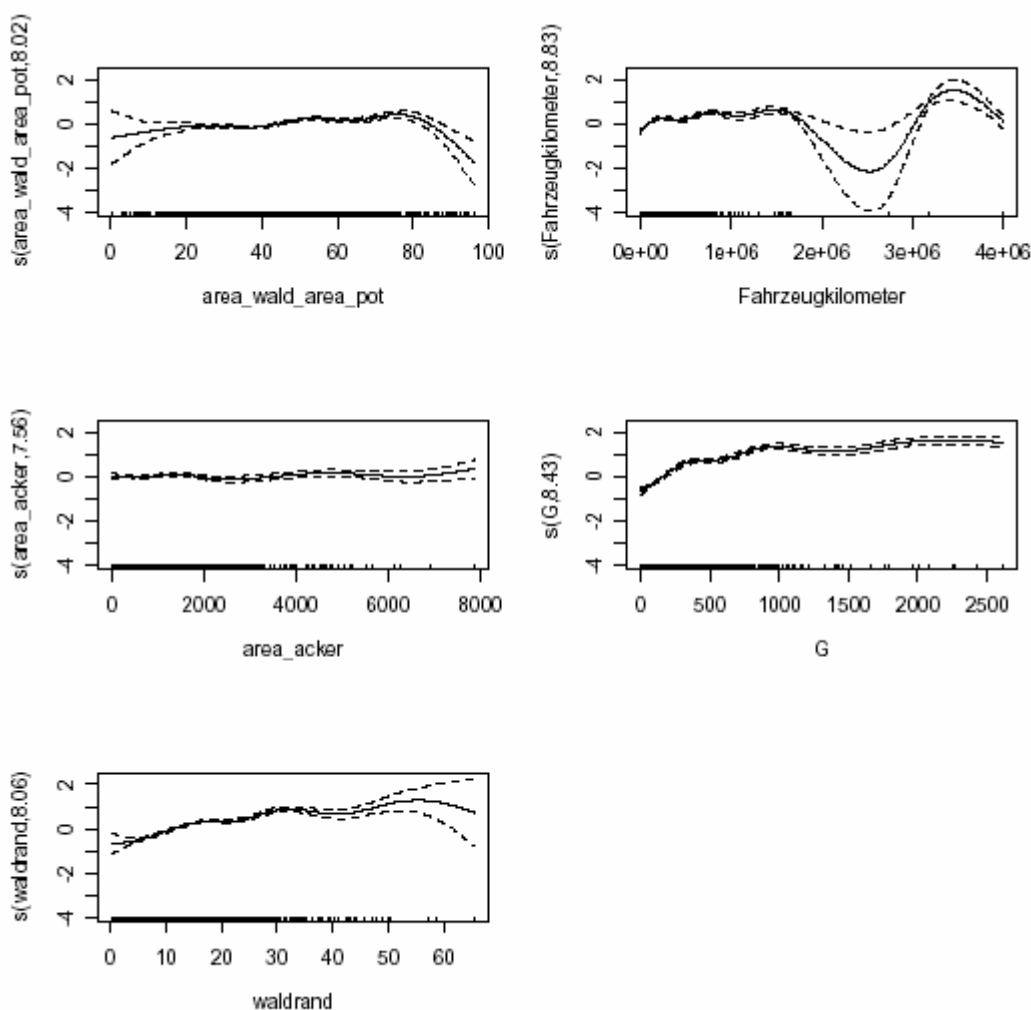 s(area_wald_area_pot,8.02)
2
0
-2
-4
0 20 40 60 80 100
area_wald_area_pot
s(Fahrzeugkilometer,8.83)
2
0
-2
-4
0e+00 1e+06 2e+06 3e+06 4e+06
Fahrzeugkilometer
s(area_acker,7.56)
2
0
-2
-4
0 2000 4000 6000 8000
area_acker
s(G,8.43)
2
0
-2
-4
0 500 1000 1500 2000 2500
G
s(waldrand,8.06)
2
0
-2
-4
0 10 20 30 40 50 60
waldrand